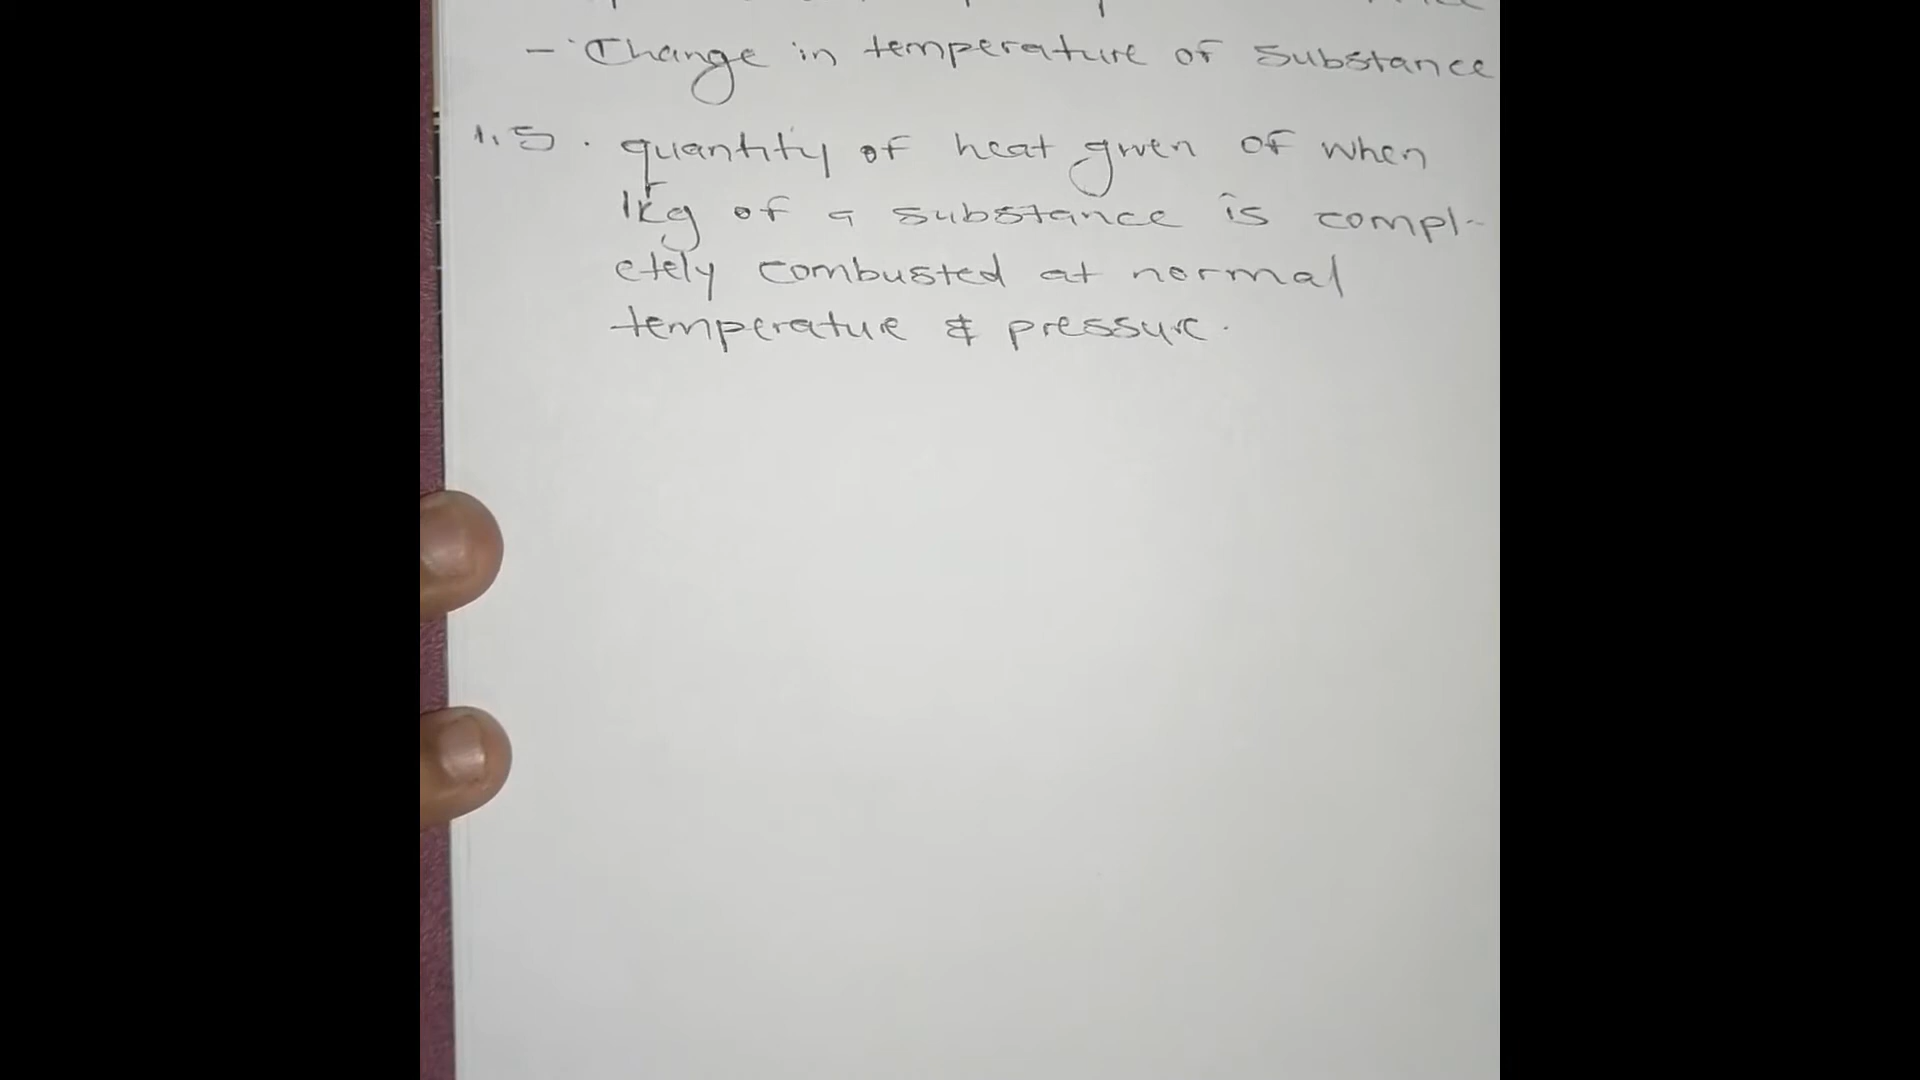 - Change in temperature of substance
1.5. quantity of heat given of when
1kg of a substance is compl-
etely combusted at normal
temperature & pressure.